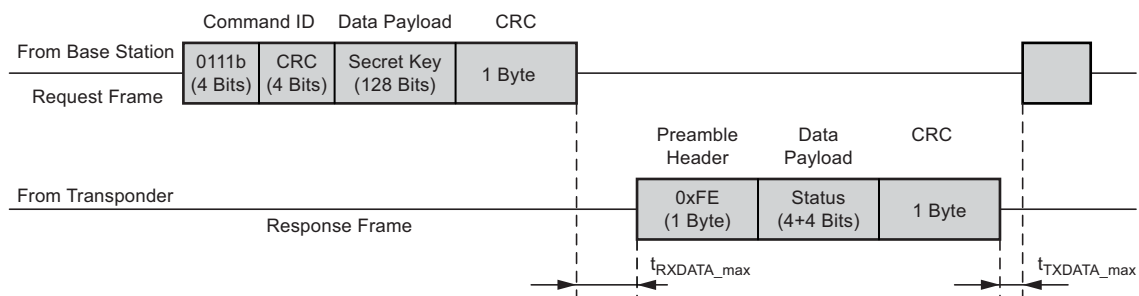 Command ID
Data Payload
CRC
From Base Station
Request Frame
0111b
(4 Bits)
CRC
(4 Bits)
Secret Key
(128 Bits)
1 Byte
Preamble
Header
Data
Payload
CRC
From Transponder
Response Frame
0xFE
(1 Byte)
Status
(4+4 Bits)
1 Byte
tRXDATA_max
tTXDATA_max